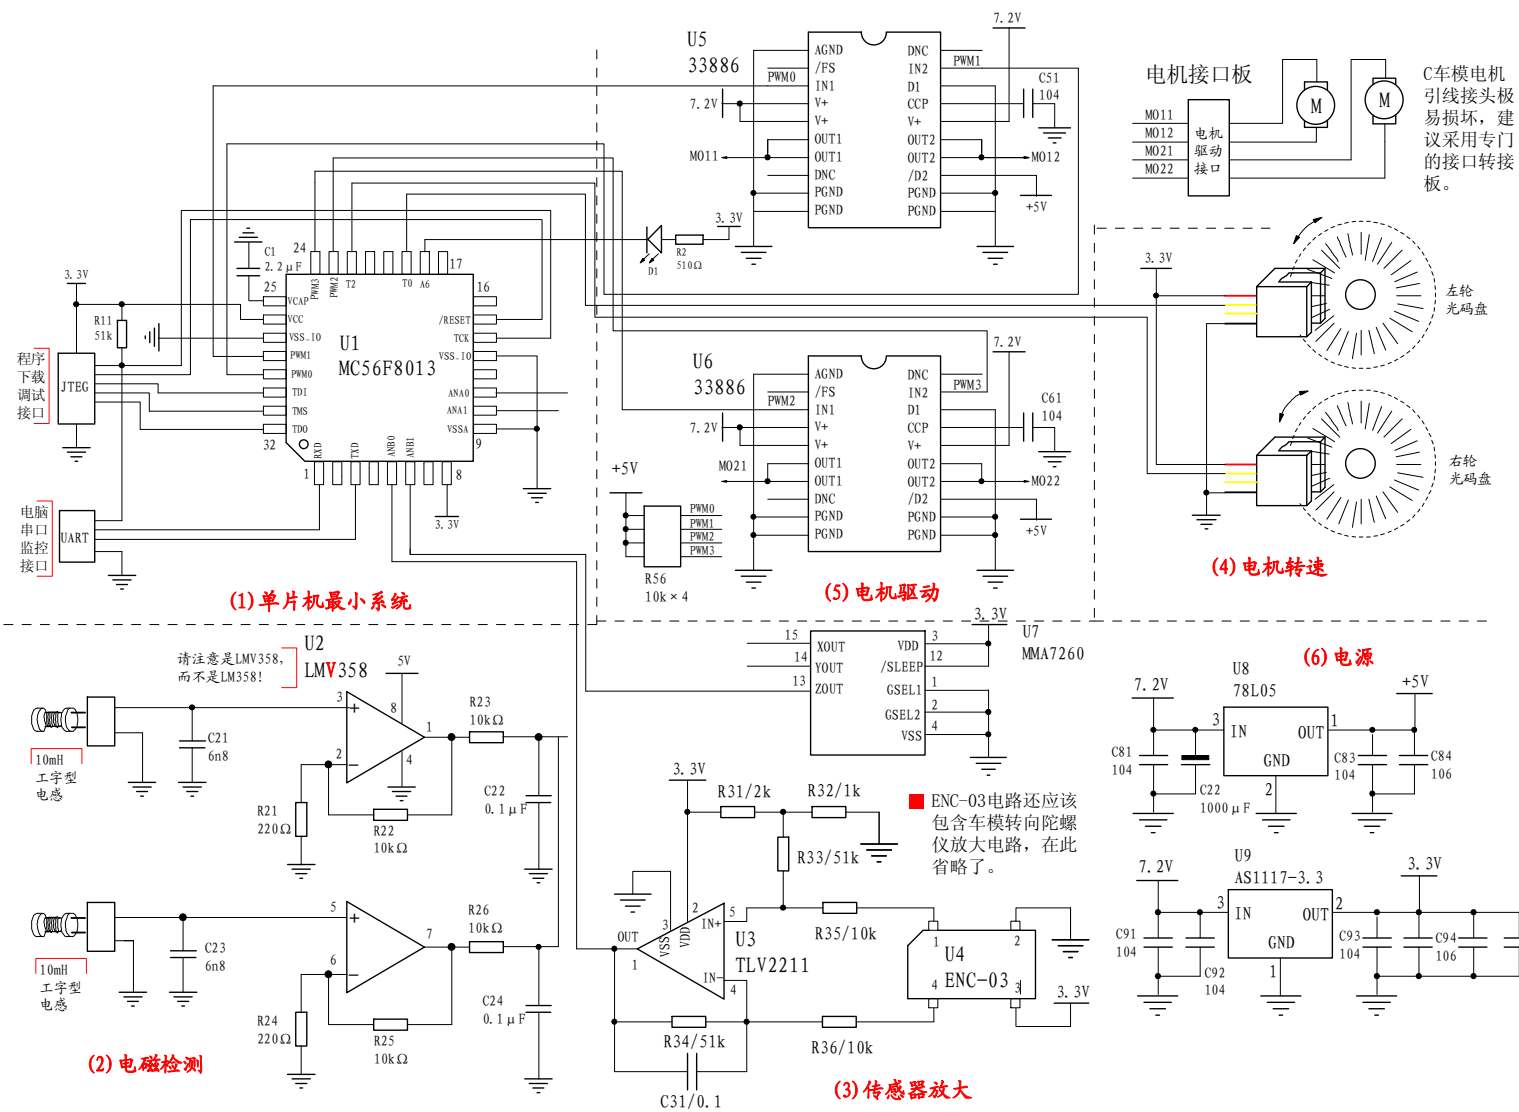 U5
33886
AGND
/FS
PWM0
IN1
7.2V
V+
V+
OUT1
MO11
OUT1
DNC
PGND
PGND
7.2V
DNC
IN2
PWM1
D1
CCP
V+
OUT2
OUT2
MO12
/D2
+5V
PGND
PGND
C51
104
电机接口板
MO11
MO12
MO21
MO22
电机
驱动
接口
M
M
C车模电机
引线接头极
易损坏，建
议采用专门
的接口转接
板。
3.3V
R2
510Ω
D1
C1
2.2μF
24
17
PWM3
PWM2
T2
T0
A6
3.3V
R11
51k
25
VCAP
VCC
VSS_IO
PWM1
PWM0
TDI
TMS
TDO
32
U1
MC56F8013
16
/RESET
TCK
VSS_IO
ANA0
ANA1
VSSA
9
RXD
TXD
ANB0
ANB1
1
8
3.3V
程序
下载
调试
接口
JTEG
电脑
串口
监控
接口
UART
(1)单片机最小系统
U6
33886
AGND
/FS
PWM2
IN1
7.2V
V+
V+
OUT1
MO21
OUT1
DNC
PGND
PGND
7.2V
DNC
IN2
PWM3
D1
CCP
V+
OUT2
OUT2
MO22
/D2
+5V
PGND
PGND
C61
104
+5V
PWM0
PWM1
PWM2
PWM3
R56
10k×4
(5)电机驱动
3.3V
左轮
光码盘
右轮
光码盘
(4)电机转速
请注意是LMV358,
而不是LM358!
U2
LMV358
5V
3
8
1
2
4
C21
6n8
10mH
工字型
电感
R21
220Ω
R22
10kΩ
R23
10kΩ
C22
0.1μF
5
7
6
C23
6n8
10mH
工字型
电感
R24
220Ω
R25
10kΩ
R26
10kΩ
C24
0.1μF
(2)电磁检测
15
14
13
XOUT
YOUT
ZOUT
VDD
/SLEEP
GSEL1
GSEL2
VSS
3
12
1
2
4
3.3V
U7
MMA7260
3.3V
R31/2k
R32/1k
R33/51k
ENC-03电路还应该
包含车模转向陀螺
仪放大电路，在此
省略了。
OUT
1
3
VSS
2
VDD
5
IN+
IN-
4
U3
TLV2211
R35/10k
1
2
U4
ENC-03
4
3
3.3V
R34/51k
R36/10k
C31/0.1
(3)传感器放大
(6)电源
U8
78L05
7.2V
3
IN
OUT
1
GND
2
+5V
C81
104
C22
1000μF
C83
104
C84
106
U9
AS1117-3.3
7.2V
3
IN
OUT
2
GND
1
3.3V
C91
104
C92
104
C93
104
C94
106